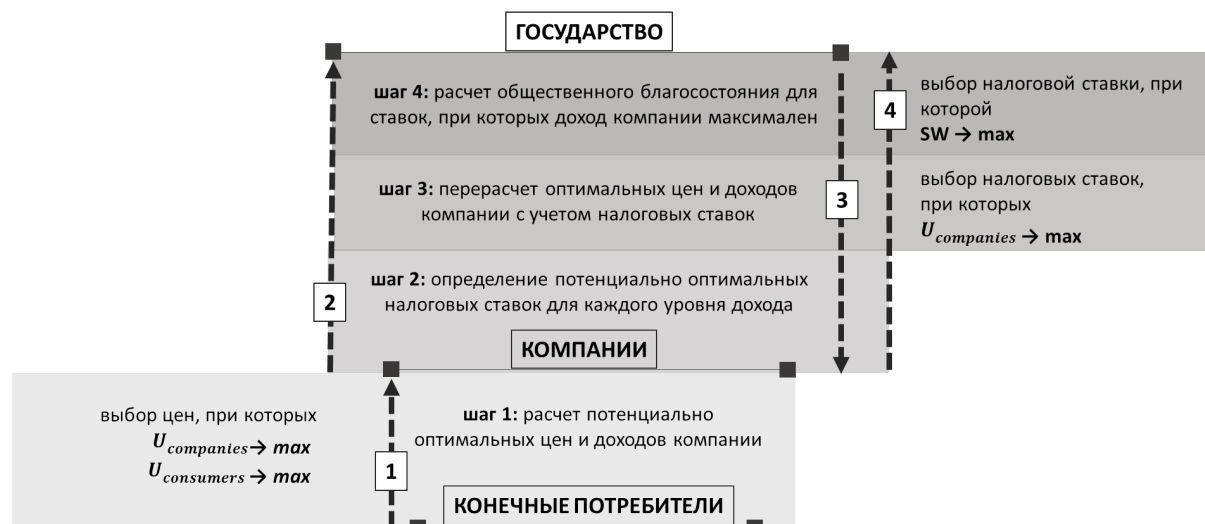 ГОСУДАРСТВО
шаг 4: расчет общественного благосостояния для
ставок, при которых доход компании максимален
4
выбор налоговой ставки, при
которой
SW → max
шаг 3: перерасчет оптимальных цен и доходов
компании с учетом налоговых ставок
3
выбор налоговых ставок,
при которых
U companies → max
2
шаг 2: определение потенциально оптимальных
налоговых ставок для каждого уровня дохода
КОМПАНИИ
выбор цен, при которых
U companies → max
U consumers → max
1
шаг 1: расчет потенциально
оптимальных цен и доходов компании
КОНЕЧНЫЕ ПОТРЕБИТЕЛИ